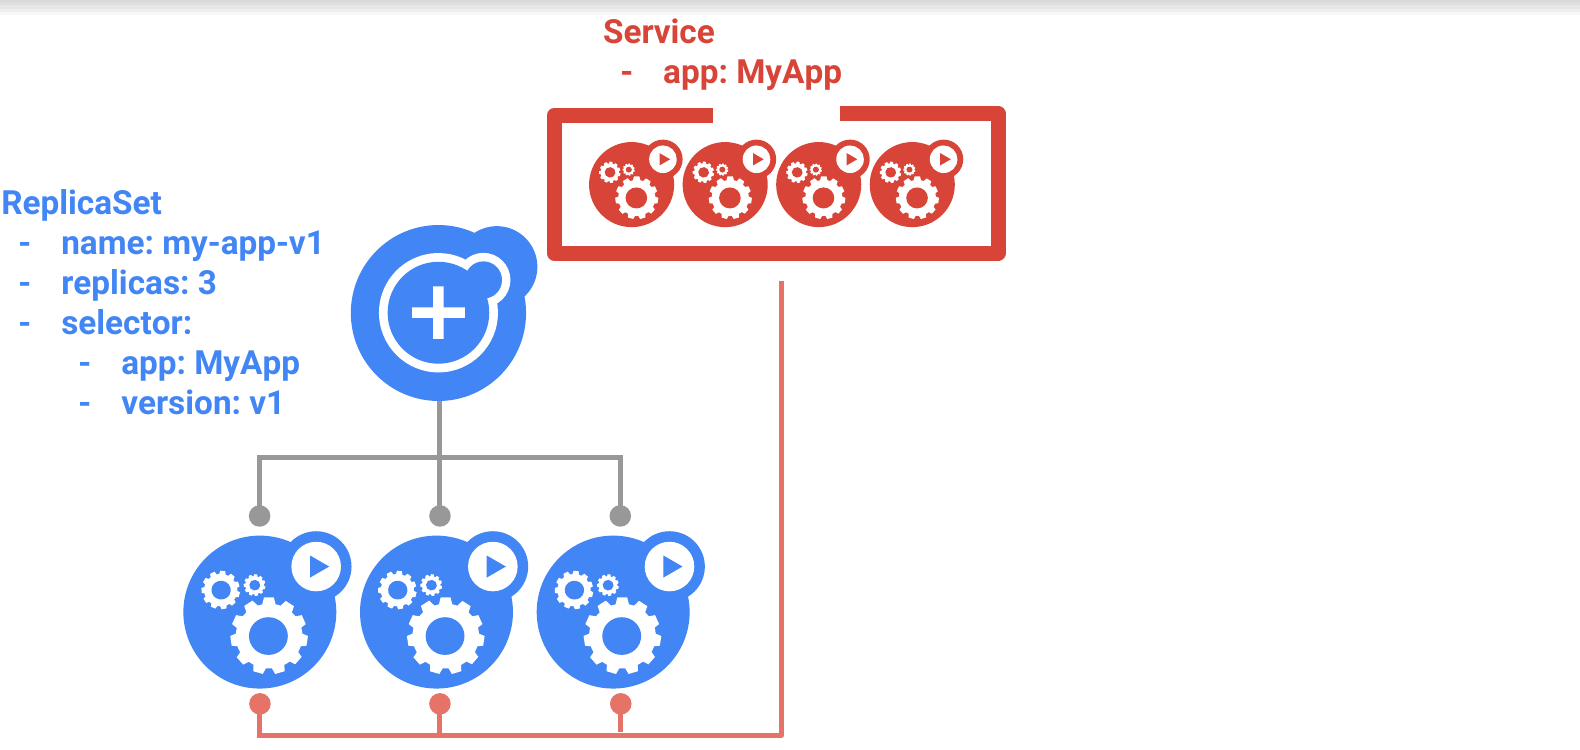 Service
- app: MyApp
ReplicaSet
- name: my-app-v1
- replicas: 3
- selector:
- app: MyApp
- version: v1